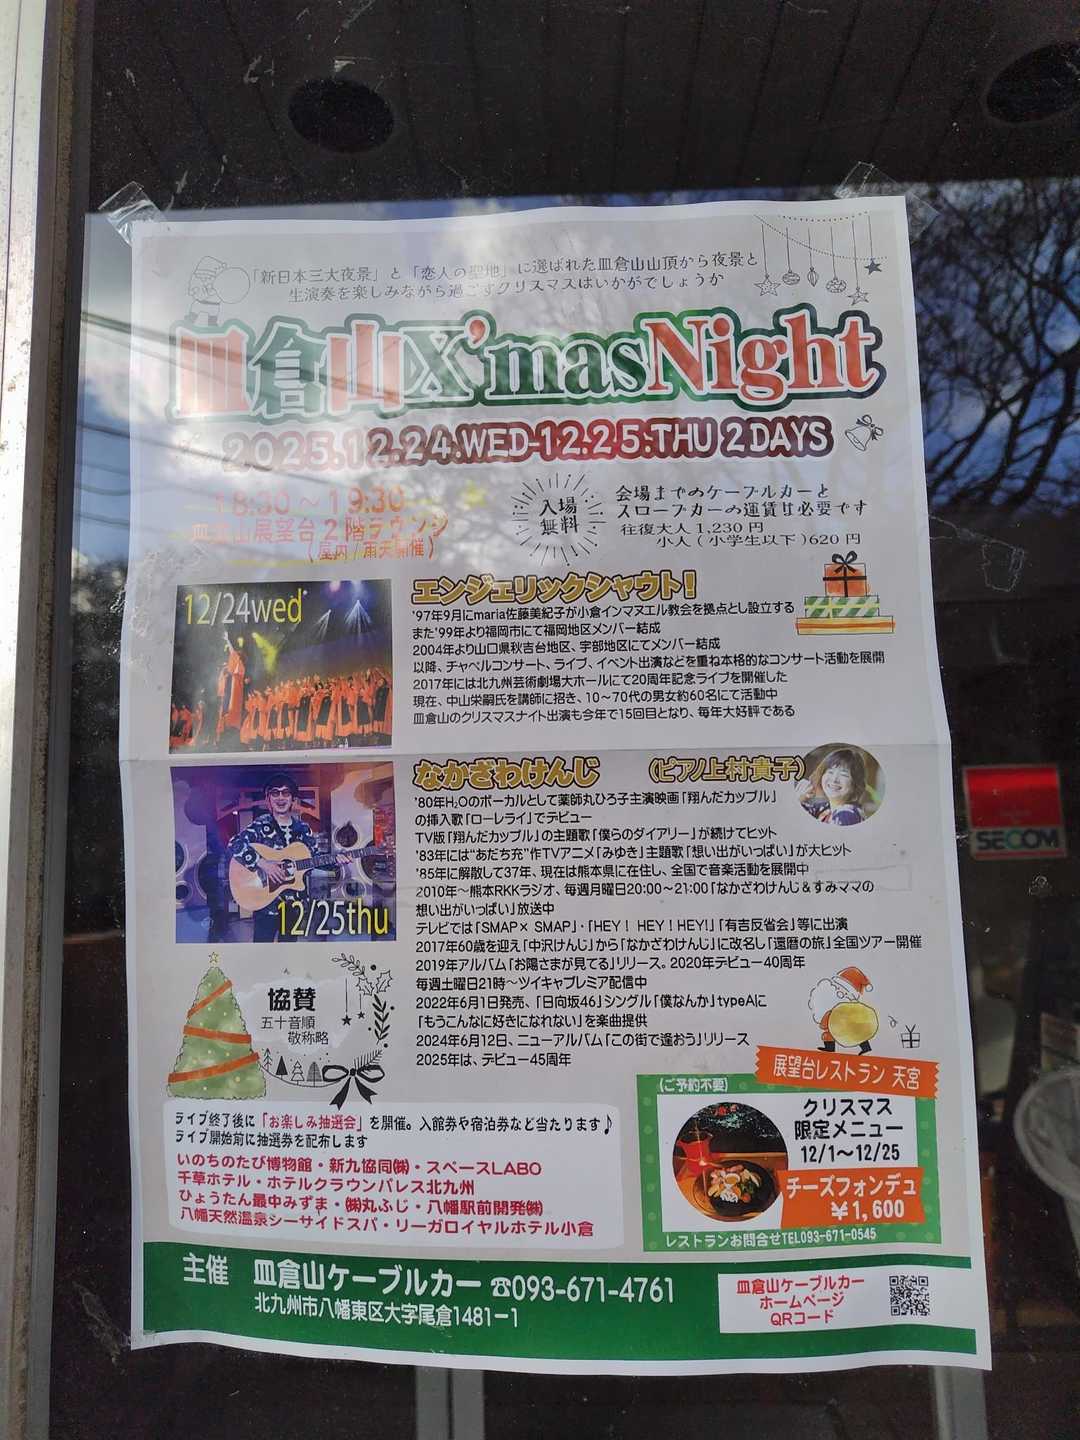 「新日本三大夜景」と「恋人の聖地」に選ばれた皿倉山山頂から夜景と
生演奏を楽しみながら過ごすクリスマスはいかがでしょうか
皿倉山X'masNight
2025.12.24.WED-12.25.THU 2DAYS
18:30～19:30
皿倉山展望台2階ラウンジ
(屋内/雨天開催)
入場
無料
会場までのケーブルカーと
スロープカーの運賃は必要です
往復大人1,230円
小人(小学生以下)620円
12/24wed
エンジェリックシャウト!
'97年9月にmaria佐藤美紀子が小倉インマヌエル教会を拠点とし設立する
また'99年より福岡市にて福岡地区メンバー結成
2004年より山口県秋吉台地区、宇部地区にてメンバー結成
以降、チャペルコンサート、ライブ、イベント出演などを重ね本格的なコンサート活動を展開
2017年には北九州芸術劇場大ホールにて20周年記念ライブを開催した
現在、中山栄嗣氏を講師に招き、10～70代の男女約60名にて活動中
皿倉山のクリスマスナイト出演も今年で15回目となり、毎年大好評である
12/25thu
なかざわけんじ (ピアノ上村貴子)
'80年H₂Oのボーカルとして薬師丸ひろ子主演映画「翔んだカップル」
の挿入歌「ローレライ」でデビュー
TV版「翔んだカップル」の主題歌「僕らのダイアリー」が続けてヒット
'83年には"あだち充"作TVアニメ「みゆき」主題歌「想い出がいっぱい」が大ヒット
'85年に解散して37年、現在は熊本県に在住し、全国で音楽活動を展開中
2010年～熊本RKKラジオ、毎週月曜日20:00～21:00「なかざわけんじ＆すみママの
想い出がいっぱい」放送中
テレビでは「SMAP× SMAP」・「HEY! HEY!HEY!」「有吉反省会」等に出演
2017年60歳を迎え「中沢けんじ」から「なかざわけんじ」に改名し「還暦の旅」全国ツアー開催
2019年アルバム「お陽さまが見てる」リリース。2020年デビュー40周年
毎週土曜日21時～ツイキャプレミア配信中
2022年6月1日発売、「日向坂46」シングル「僕なんか」typeAに
「もうこんなに好きになれない」を楽曲提供
2024年6月12日、ニューアルバム「この街で逢おう」リリース
2025年は、デビュー45周年
協賛
五十音順
敬称略
ライブ終了後に「お楽しみ抽選会」を開催。入館券や宿泊券など当たります♪
ライブ開始前に抽選券を配布します
いのちのたび博物館・新九協同㈱・スペースLABO
千草ホテル・ホテルクラウンパレス北九州
ひょうたん最中みずま・㈱丸ふじ・八幡駅前開発㈱
八幡天然温泉シーサイドスパ・リーガロイヤルホテル小倉
展望台レストラン 天宮
(ご予約不要)
クリスマス
限定メニュー
12/1～12/25
チーズフォンデュ
￥1,600
レストランお問合せTEL093-671-0545
主催 皿倉山ケーブルカー ☎093-671-4761
北九州市八幡東区大字尾倉1481-1
皿倉山ケーブルカー
ホームページ
QRコード
SECOM